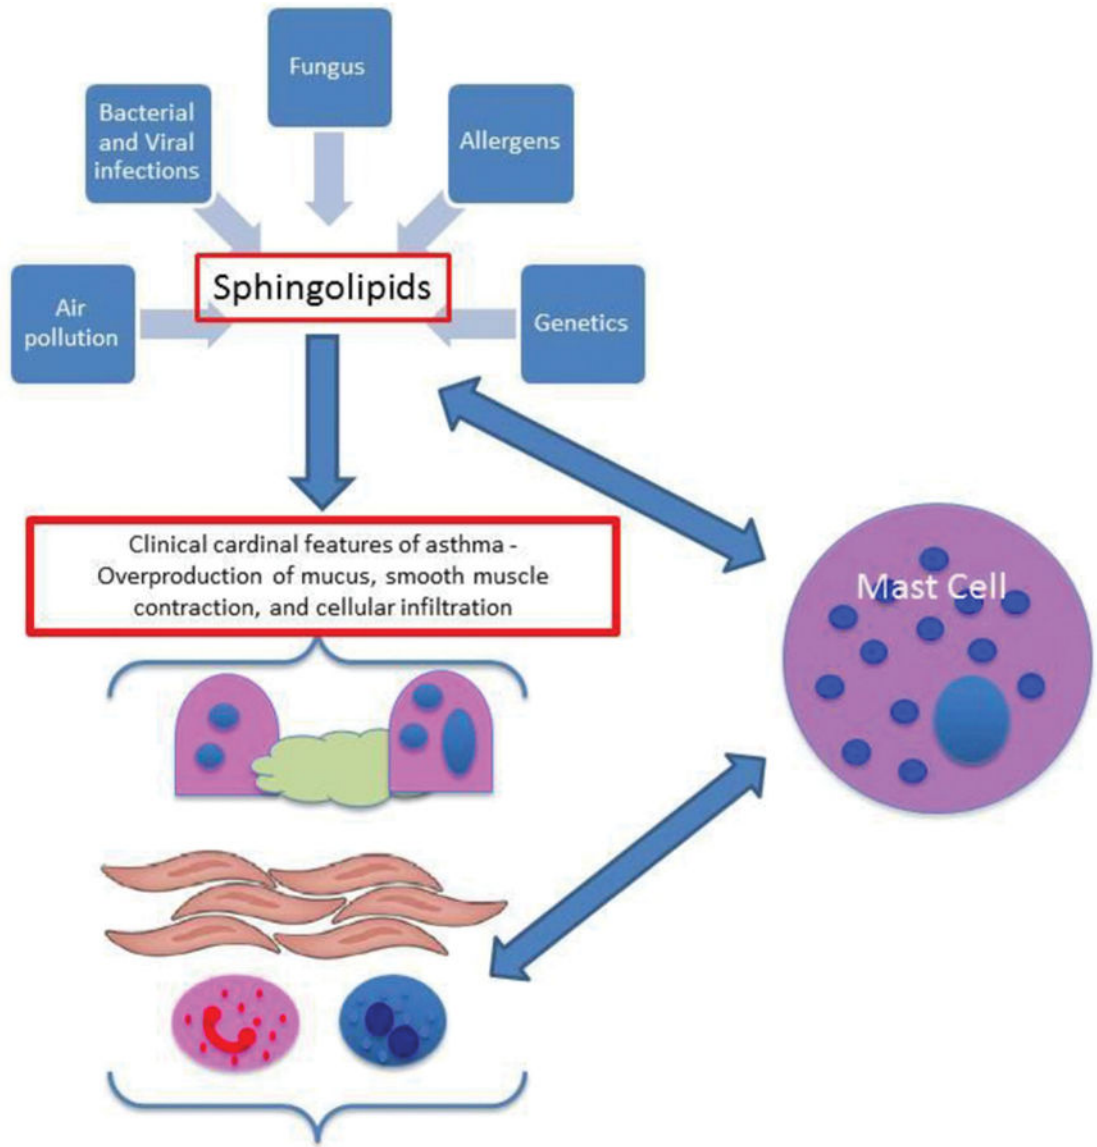 Fungus
Bacterial
and Viral
infections
Allergens
Sphingolipids
Air
pollution
Genetics
Clinical cardinal features of asthma -
Overproduction of mucus, smooth muscle
contraction, and cellular infiltration
Mast Cell